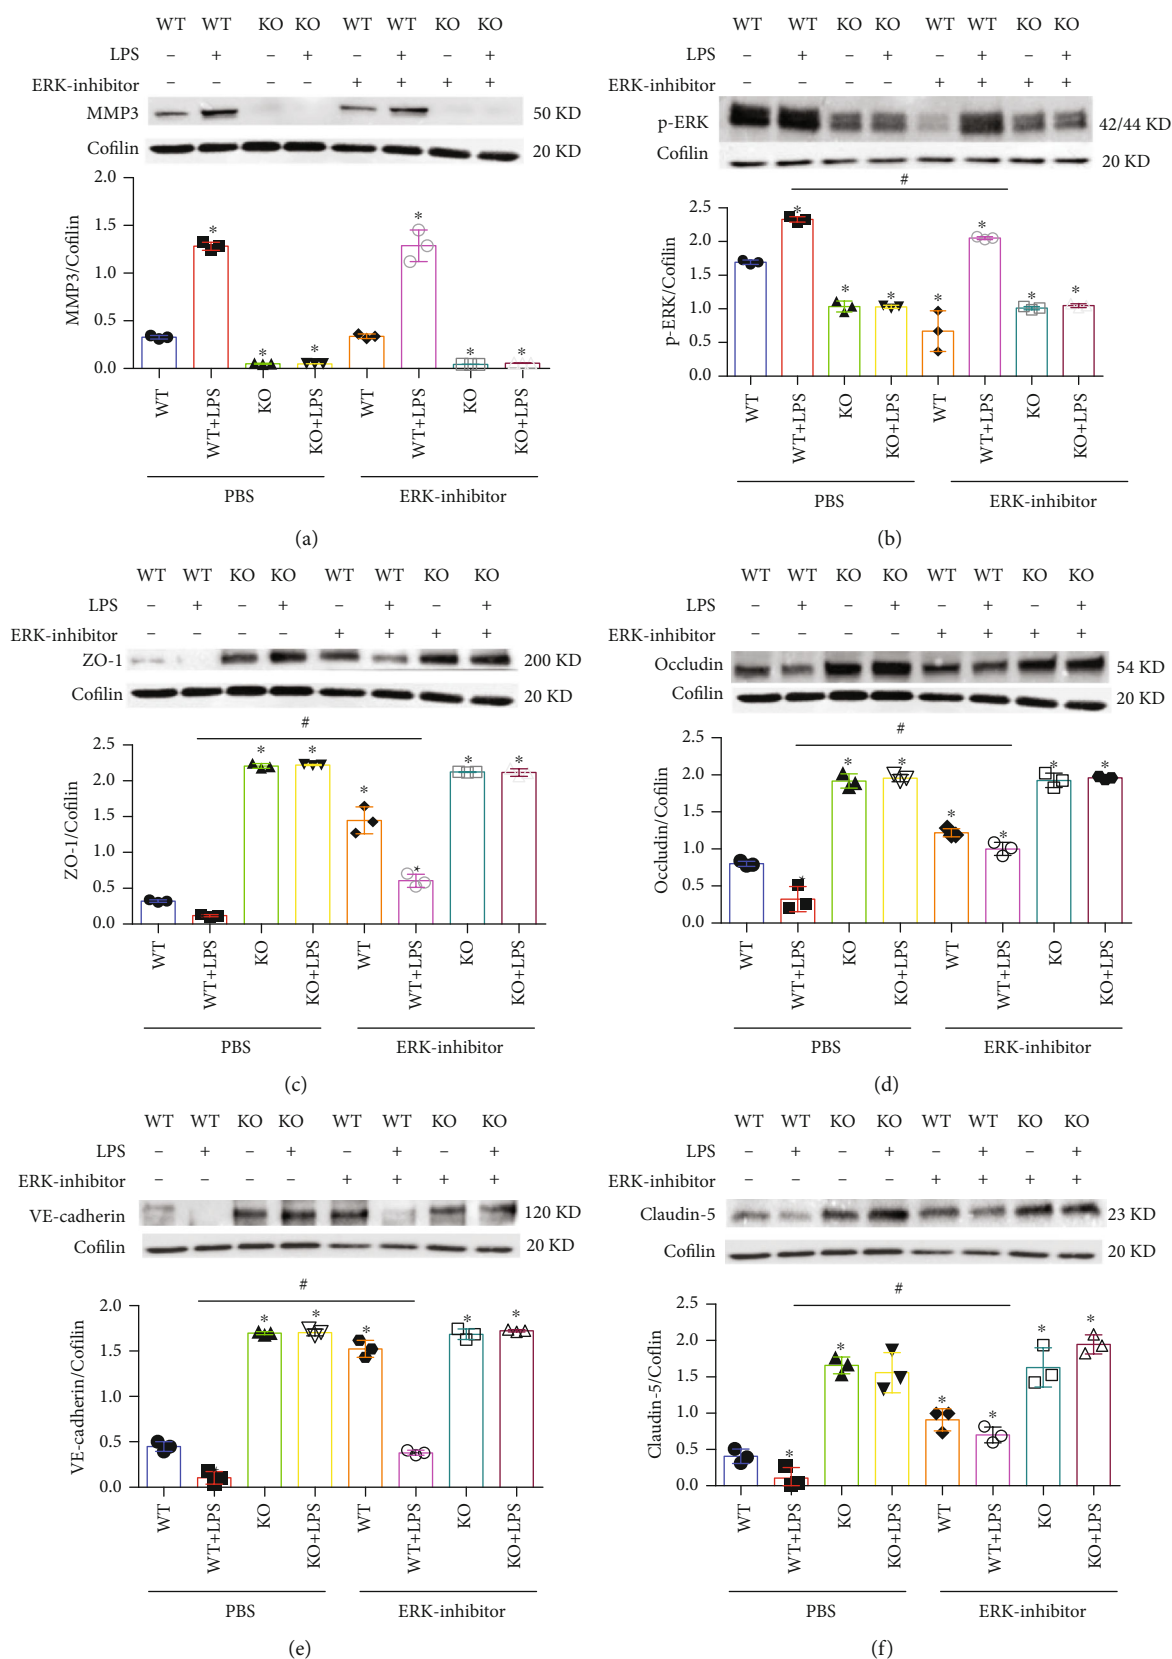 WT WT KO KO WT WT KO KO
LPS − + − + − + − +
ERK-inhibitor − − − − + + + +
MMP3 50 KD
Cofilin 20 KD
MMP3/Cofilin
2.0
1.5
1.0
0.5
0.0
* * * * * *
WT WT+LPS KO KO+LPS WT WT+LPS KO KO+LPS
PBS ERK-inhibitor
(a)
WT WT KO KO WT WT KO KO
LPS − + − + − + − +
ERK-inhibitor − − − − + + + +
p-ERK 42/44 KD
Cofilin 20 KD
#
p-ERK/Cofilin
2.5
2.0
1.5
1.0
0.5
0.0
* * * * * * *
WT WT+LPS KO KO+LPS WT WT+LPS KO KO+LPS
PBS ERK-inhibitor
(b)
WT WT KO KO WT WT KO KO
LPS − + − + − + − +
ERK-inhibitor − − − − + + + +
ZO-1 200 KD
Cofilin 20 KD
#
ZO-1/Cofilin
2.5
2.0
1.5
1.0
0.5
0.0
* * * * * *
WT WT+LPS KO KO+LPS WT WT+LPS KO KO+LPS
PBS ERK-inhibitor
(c)
WT WT KO KO WT WT KO KO
LPS − + − + − + − +
ERK-inhibitor − − − − + + + +
Occludin 54 KD
Cofilin 20 KD
#
Occludin/Cofilin
2.5
2.0
1.5
1.0
0.5
0.0
* * * * * * *
WT WT+LPS KO KO+LPS WT WT+LPS KO KO+LPS
PBS ERK-inhibitor
(d)
WT WT KO KO WT WT KO KO
LPS − + − + − + − +
ERK-inhibitor − − − − + + + +
VE-cadherin 120 KD
Cofilin 20 KD
#
VE-cadherin/Cofilin
2.0
1.5
1.0
0.5
0.0
* * * * * *
WT WT+LPS KO KO+LPS WT WT+LPS KO KO+LPS
PBS ERK-inhibitor
(e)
WT WT KO KO WT WT KO KO
LPS − + − + − + − +
ERK-inhibitor − − − − + + + +
Claudin-5 23 KD
Cofilin 20 KD
#
Claudin-5/Coflin
2.5
2.0
1.5
1.0
0.5
0.0
* * * * * *
WT WT+LPS KO KO+LPS WT WT+LPS KO KO+LPS
PBS ERK-inhibitor
(f)